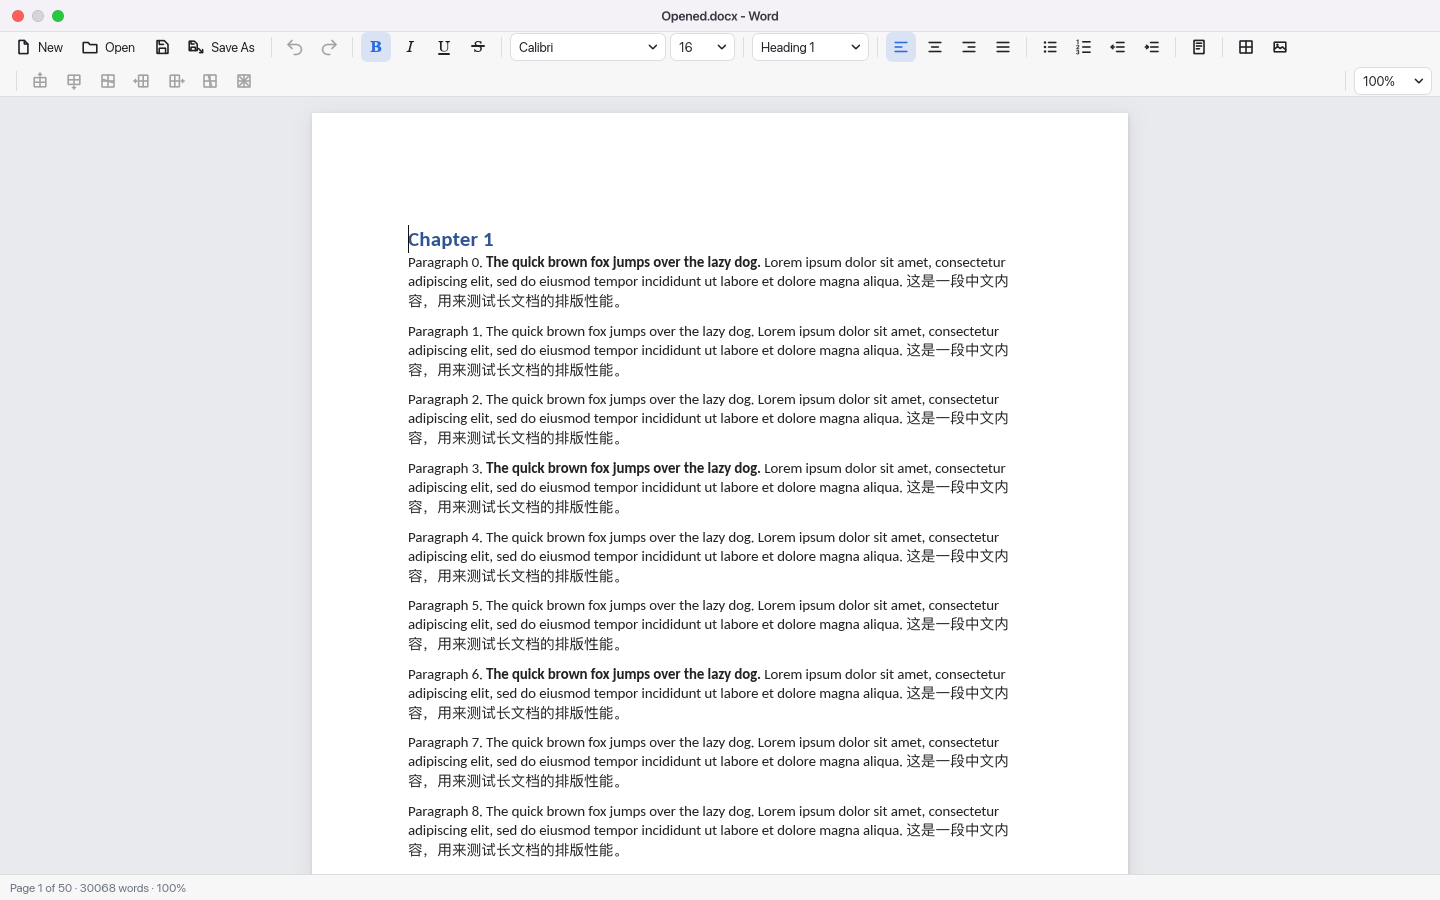 Opened.docx - Word
New Open Save As B I U S Calibri 16 Heading 1
100%
Chapter 1
Paragraph 0. The quick brown fox jumps over the lazy dog. Lorem ipsum dolor sit amet, consectetur
adipiscing elit, sed do eiusmod tempor incididunt ut labore et dolore magna aliqua. 这是一段中文内
容，用来测试长文档的排版性能。
Paragraph 1. The quick brown fox jumps over the lazy dog. Lorem ipsum dolor sit amet, consectetur
adipiscing elit, sed do eiusmod tempor incididunt ut labore et dolore magna aliqua. 这是一段中文内
容，用来测试长文档的排版性能。
Paragraph 2. The quick brown fox jumps over the lazy dog. Lorem ipsum dolor sit amet, consectetur
adipiscing elit, sed do eiusmod tempor incididunt ut labore et dolore magna aliqua. 这是一段中文内
容，用来测试长文档的排版性能。
Paragraph 3. The quick brown fox jumps over the lazy dog. Lorem ipsum dolor sit amet, consectetur
adipiscing elit, sed do eiusmod tempor incididunt ut labore et dolore magna aliqua. 这是一段中文内
容，用来测试长文档的排版性能。
Paragraph 4. The quick brown fox jumps over the lazy dog. Lorem ipsum dolor sit amet, consectetur
adipiscing elit, sed do eiusmod tempor incididunt ut labore et dolore magna aliqua. 这是一段中文内
容，用来测试长文档的排版性能。
Paragraph 5. The quick brown fox jumps over the lazy dog. Lorem ipsum dolor sit amet, consectetur
adipiscing elit, sed do eiusmod tempor incididunt ut labore et dolore magna aliqua. 这是一段中文内
容，用来测试长文档的排版性能。
Paragraph 6. The quick brown fox jumps over the lazy dog. Lorem ipsum dolor sit amet, consectetur
adipiscing elit, sed do eiusmod tempor incididunt ut labore et dolore magna aliqua. 这是一段中文内
容，用来测试长文档的排版性能。
Paragraph 7. The quick brown fox jumps over the lazy dog. Lorem ipsum dolor sit amet, consectetur
adipiscing elit, sed do eiusmod tempor incididunt ut labore et dolore magna aliqua. 这是一段中文内
容，用来测试长文档的排版性能。
Paragraph 8. The quick brown fox jumps over the lazy dog. Lorem ipsum dolor sit amet, consectetur
adipiscing elit, sed do eiusmod tempor incididunt ut labore et dolore magna aliqua. 这是一段中文内
容，用来测试长文档的排版性能。
Page 1 of 50 · 30068 words · 100%